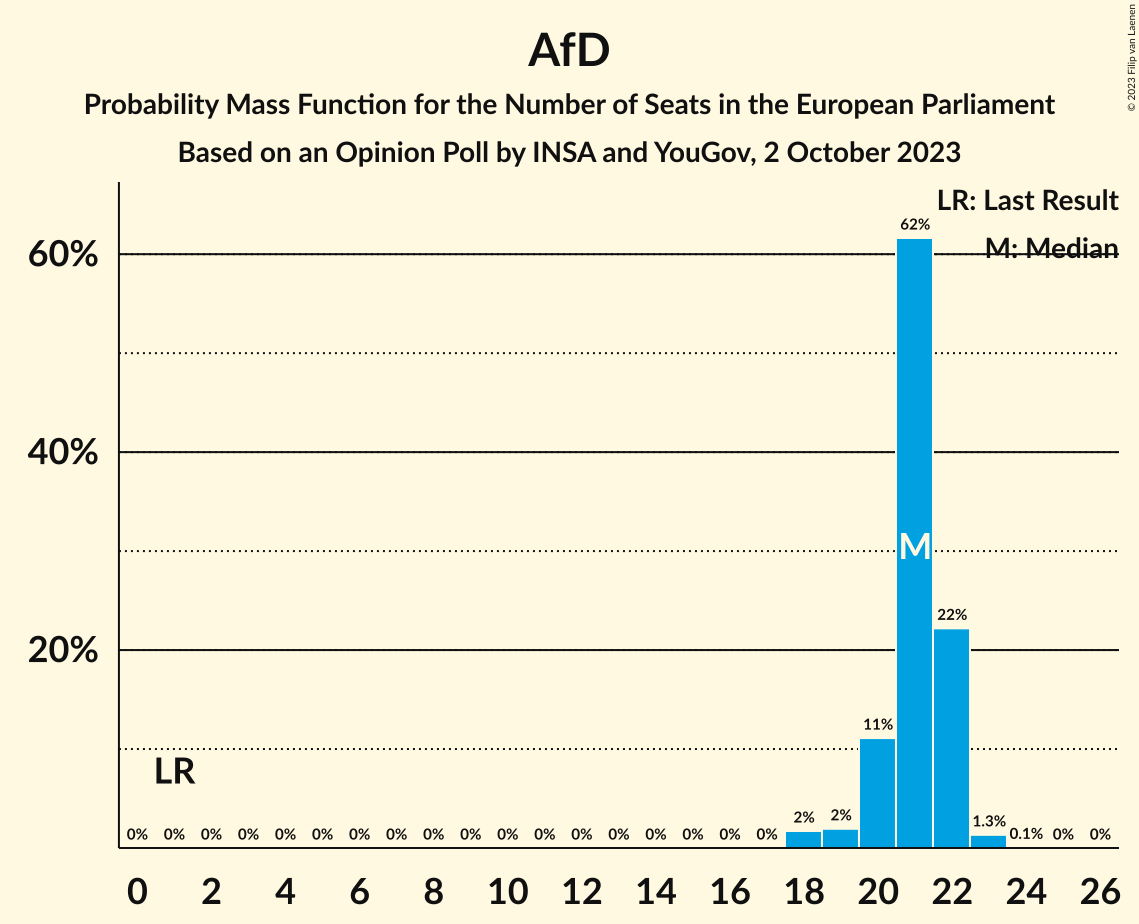 AfD
Probability Mass Function for the Number of Seats in the European Parliament
Based on an Opinion Poll by INSA and YouGov, 2 October 2023
© 2023 Filip van Laenen
LR: Last Result
M: Median
60%
40%
20%
62%
M
22%
11%
LR
0% 0% 0% 0% 0% 0% 0% 0% 0% 0% 0% 0% 0% 0% 0% 0% 0% 0% 2% 2% 1.3% 0.1% 0% 0%
0 2 4 6 8 10 12 14 16 18 20 22 24 26